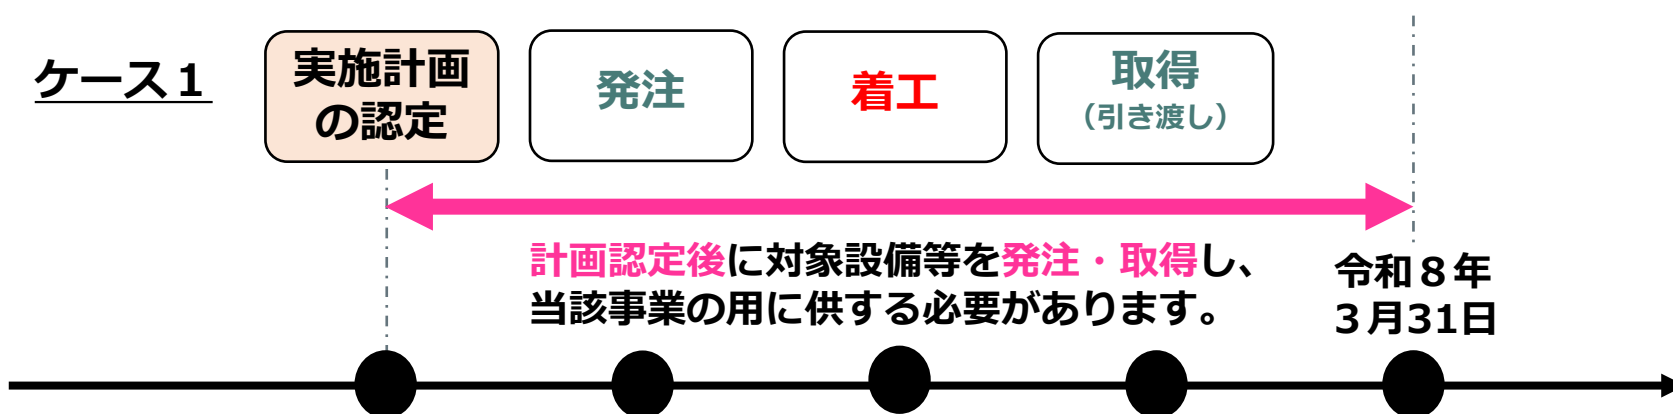 ケース１
実施計画
の認定
発注
着工
取得
（引き渡し）
計画認定後に対象設備等を発注・取得し、
当該事業の用に供する必要があります。
令和８年
３月31日